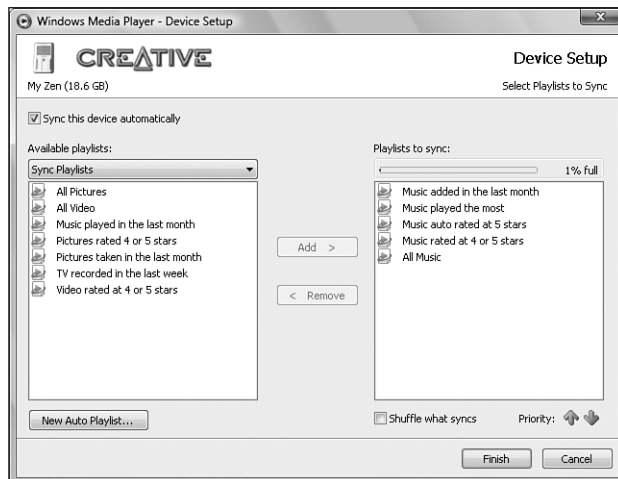 Windows Media Player - Device Setup
CREATIVE
Device Setup
My Zen (18.6 GB)
Select Playlists to Sync
Sync this device automatically
Available playlists:
Sync Playlists
All Pictures
All Video
Music played in the last month
Pictures rated 4 or 5 stars
Pictures taken in the last month
TV recorded in the last week
Video rated at 4 or 5 stars
New Auto Playlist...
Add >
< Remove
Playlists to sync:
1% full
Music added in the last month
Music played the most
Music auto rated at 5 stars
Music rated at 4 or 5 stars
All Music
Shuffle what syncs
Priority:
Finish
Cancel